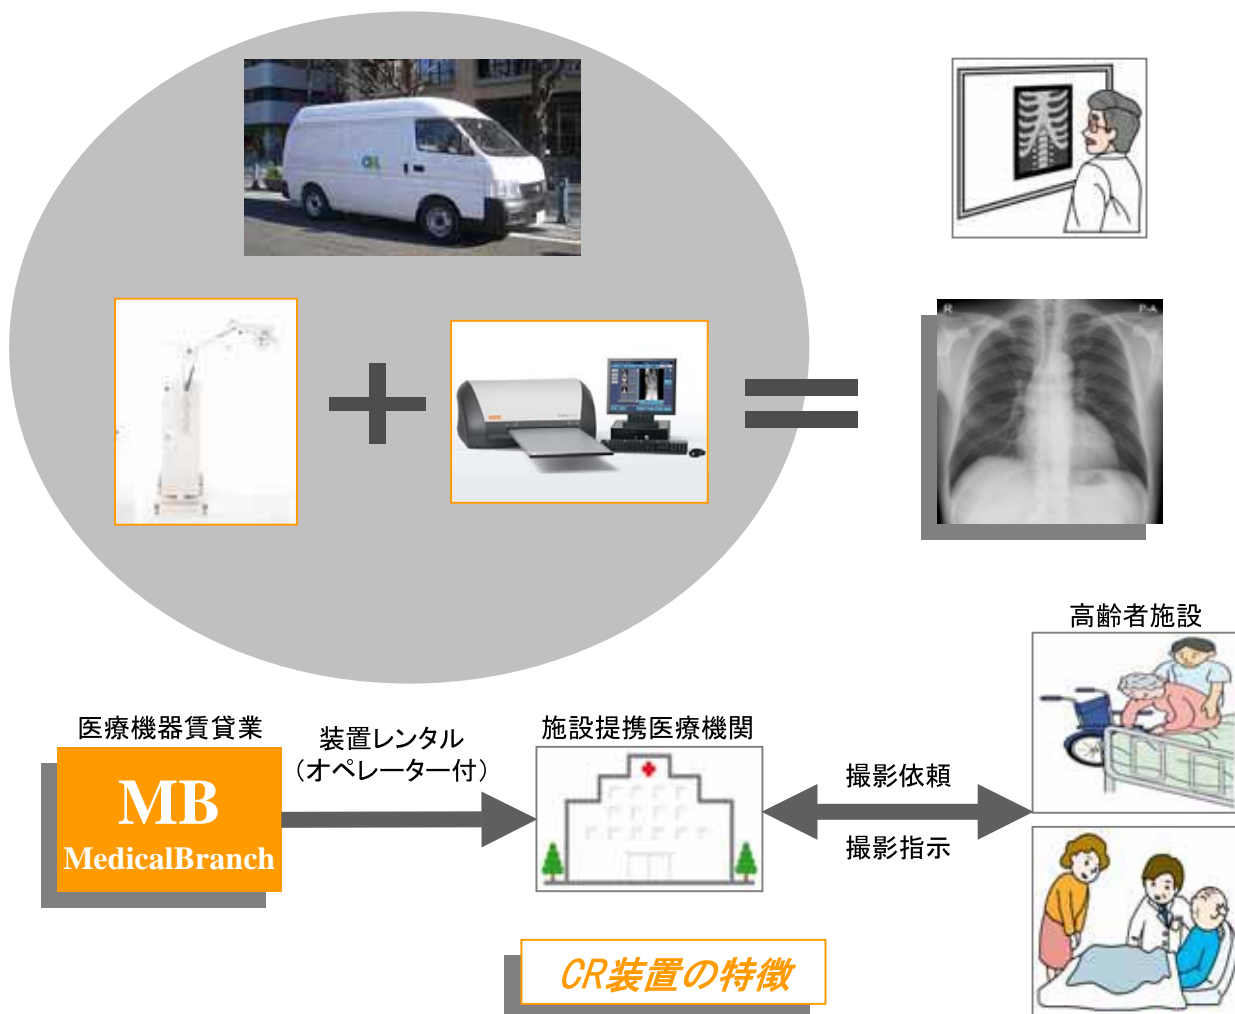 R
P-A
高齢者施設
医療機器賃貸業
装置レンタル
(オペレーター付)
施設提携医療機関
MB
MedicalBranch
撮影依頼
撮影指示
CR装置の特徴